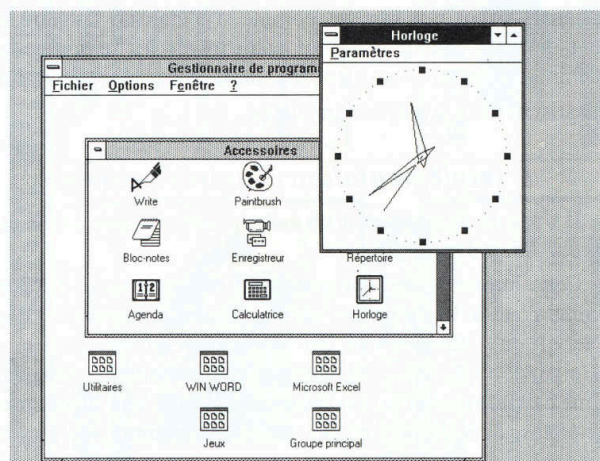 Horloge
Paramètres
Gestionnaire de program
Fichier Options Fenêtre ?
Accessoires
Write Paintbrush
Bloc-notes Enregistreur Répertoire
Agenda Calculatrice Horloge
Utilitaires WIN WORD Microsoft Excel
Jeux Groupe principal